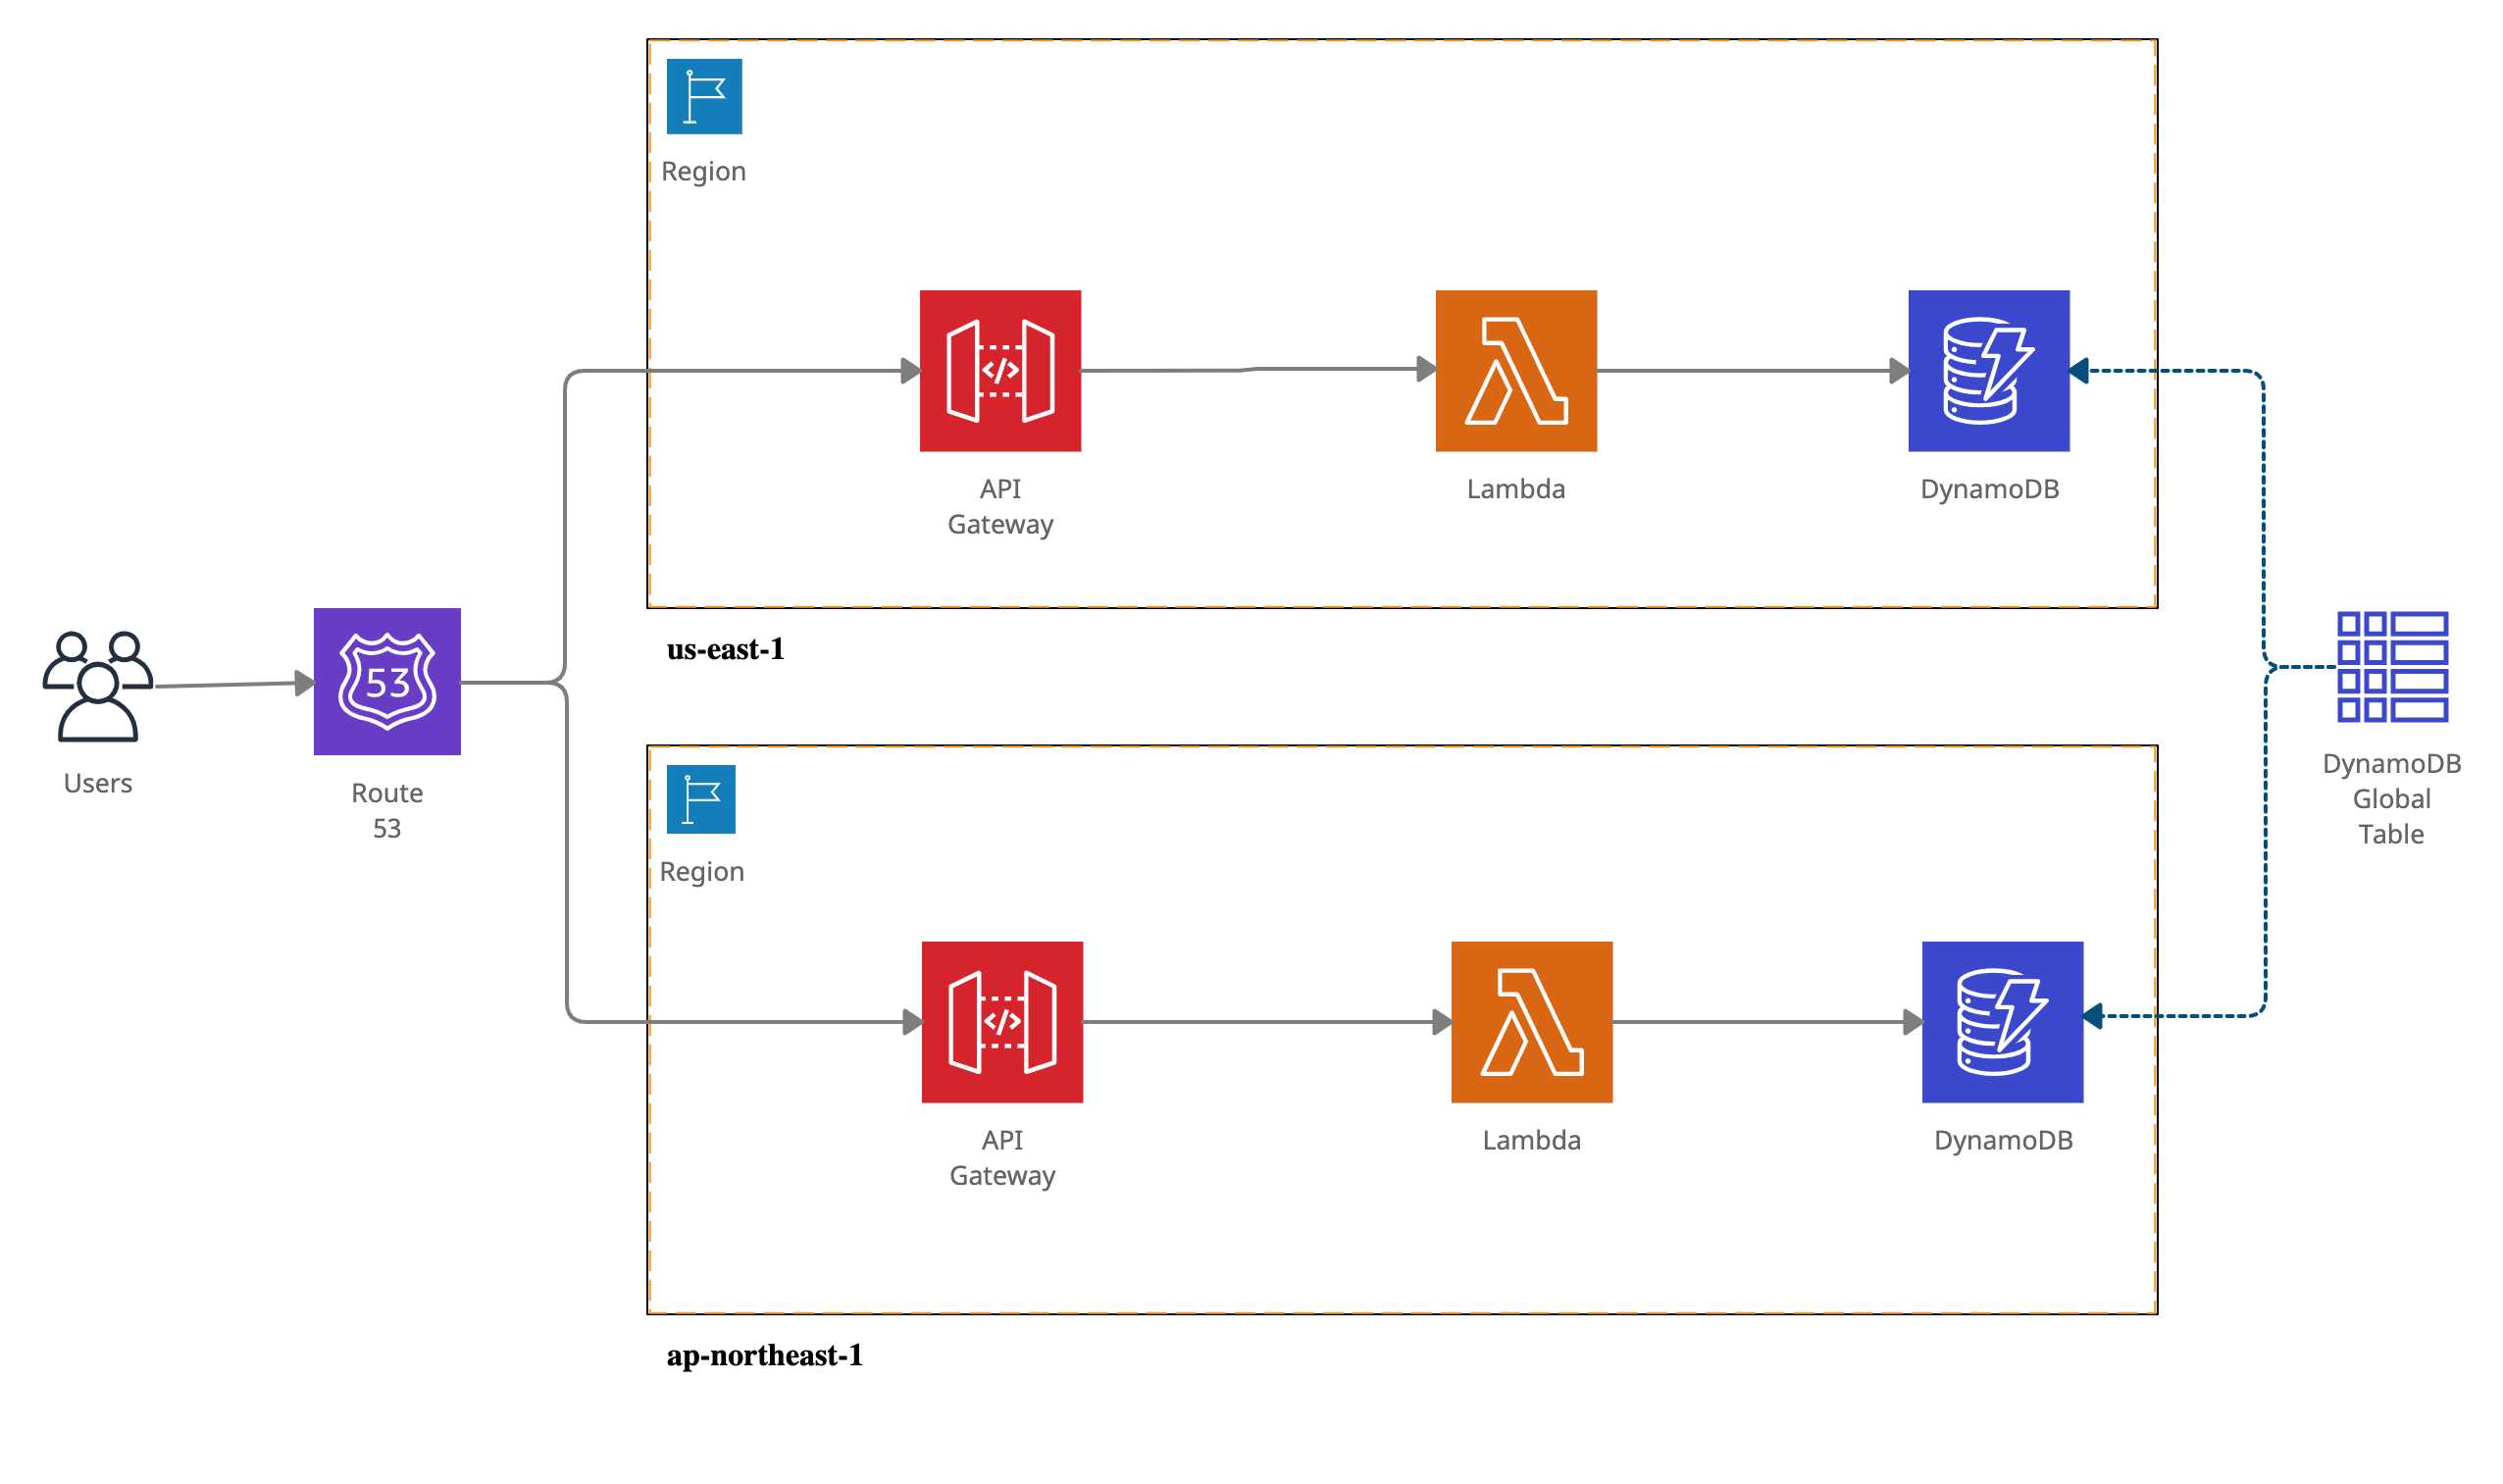 Region
API
Gateway
Lambda
DynamoDB
us-east-1
Users
53
Route
53
DynamoDB
Global
Table
Region
API
Gateway
Lambda
DynamoDB
ap-northeast-1